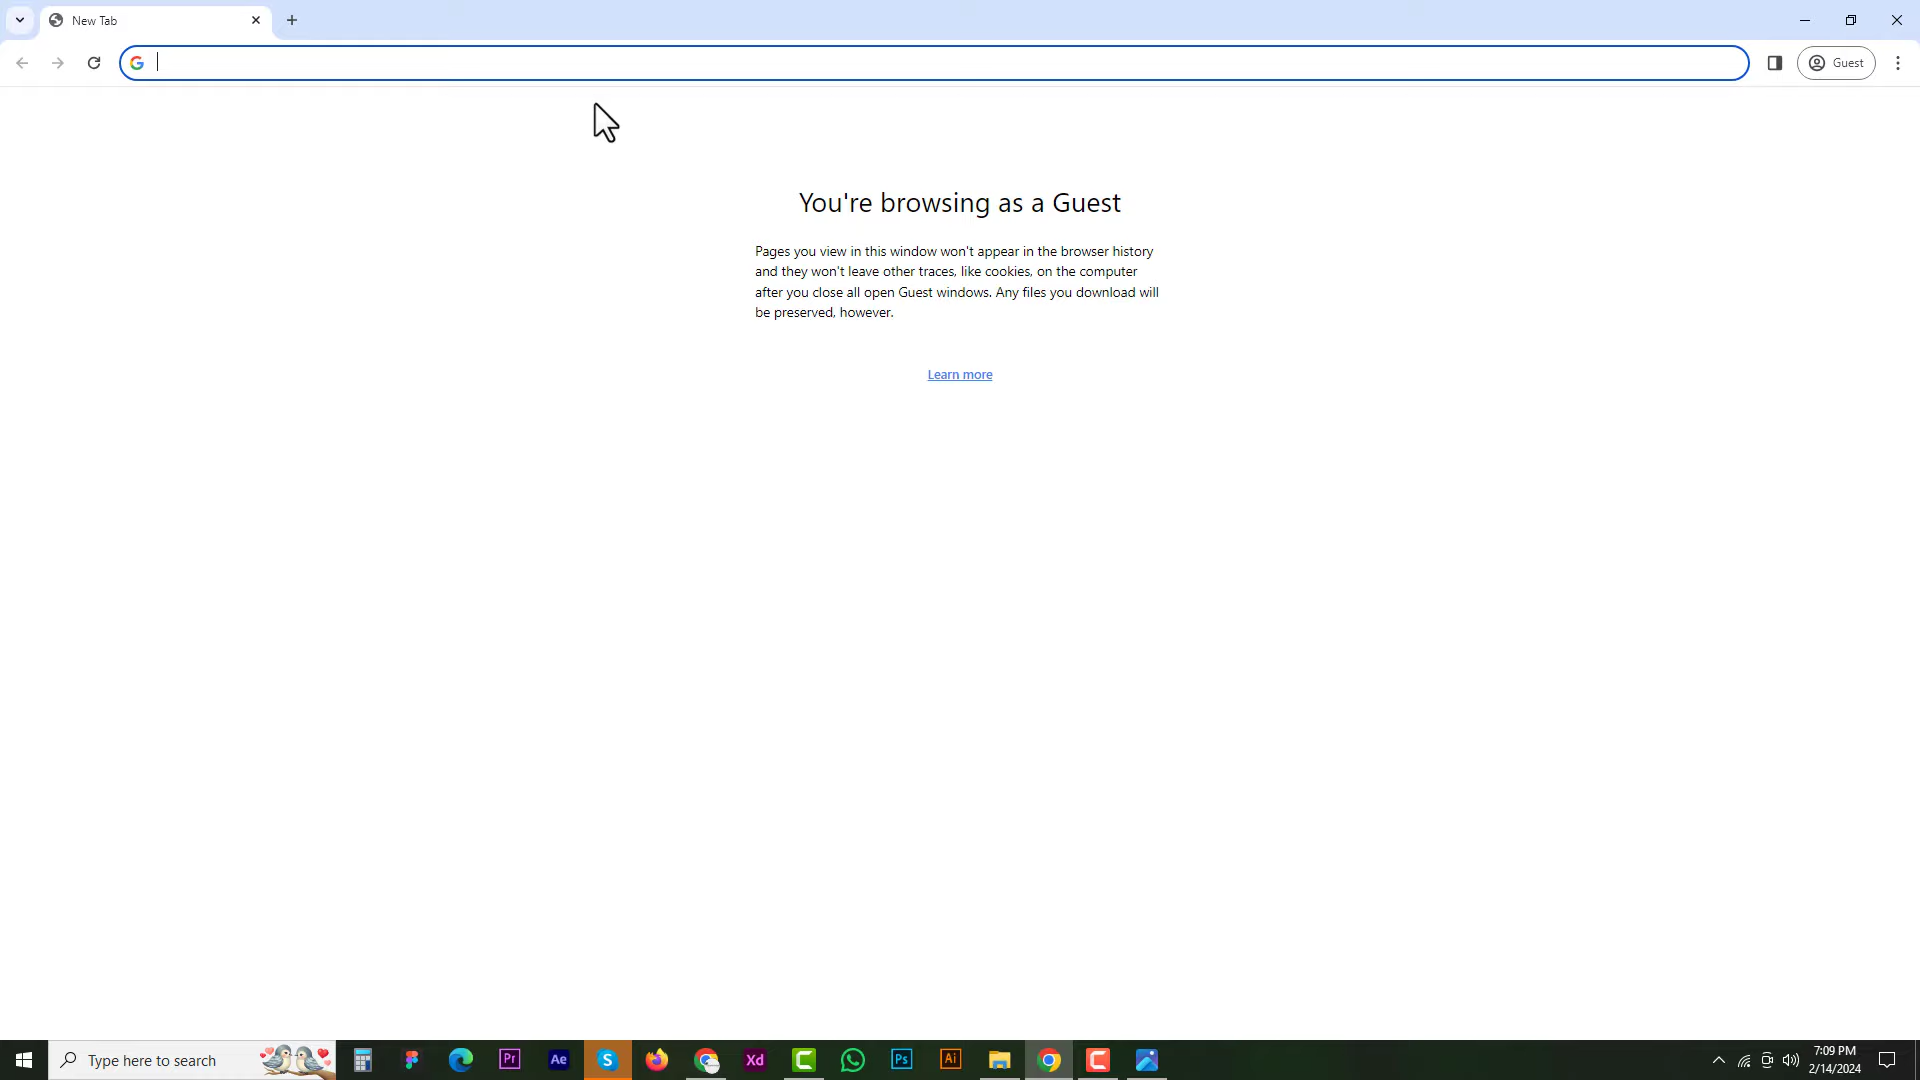 New Tab
Guest
You're browsing as a Guest
Pages you view in this window won't appear in the browser history
and they won't leave other traces, like cookies, on the computer
after you close all open Guest windows. Any files you download will
be preserved, however.
Learn more
Type here to search
Pr
Ae
S
Xd
Ps
Ai
7:09 PM
2/14/2024